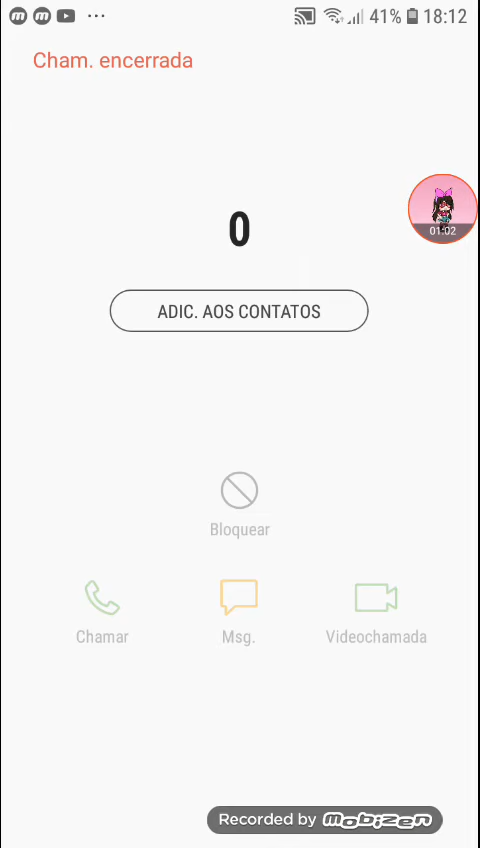 41% 18:12
Cham. encerrada
01:02
0
ADIC. AOS CONTATOS
Bloquear
Chamar Msg. Videochamada
Recorded by mobizen